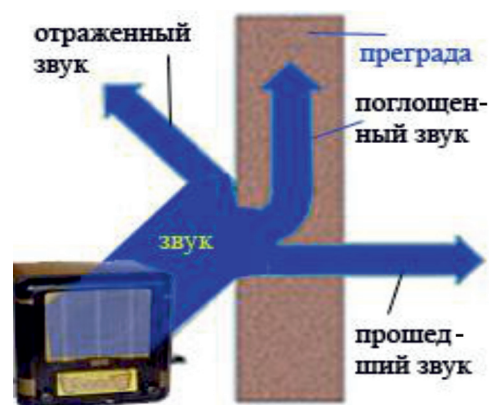 отраженный
звук
преграда
поглощен-
ный звук
звук
прошед-
ший звук